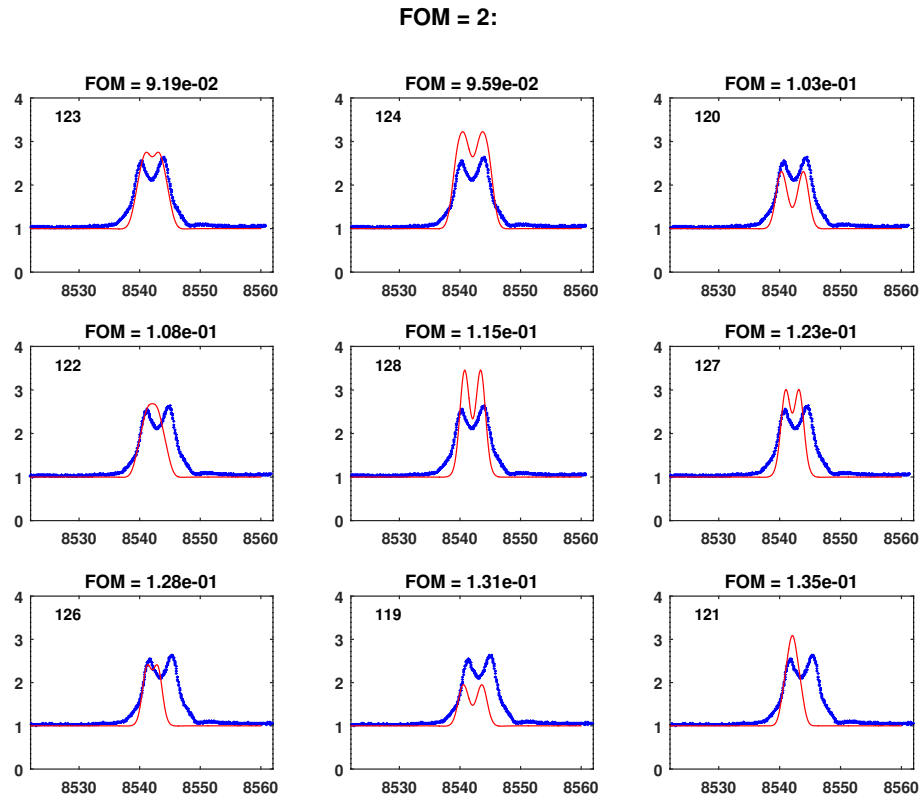 FOM = 2:
FOM = 9.19e-02
FOM = 9.59e-02
FOM = 1.03e-01
4
3
2
1
0
123
8530 8540 8550 8560
4
3
2
1
0
124
8530 8540 8550 8560
4
3
2
1
0
120
8530 8540 8550 8560
FOM = 1.08e-01
FOM = 1.15e-01
FOM = 1.23e-01
4
3
2
1
0
122
8530 8540 8550 8560
4
3
2
1
0
128
8530 8540 8550 8560
4
3
2
1
0
127
8530 8540 8550 8560
FOM = 1.28e-01
FOM = 1.31e-01
FOM = 1.35e-01
4
3
2
1
0
126
8530 8540 8550 8560
4
3
2
1
0
119
8530 8540 8550 8560
4
3
2
1
0
121
8530 8540 8550 8560